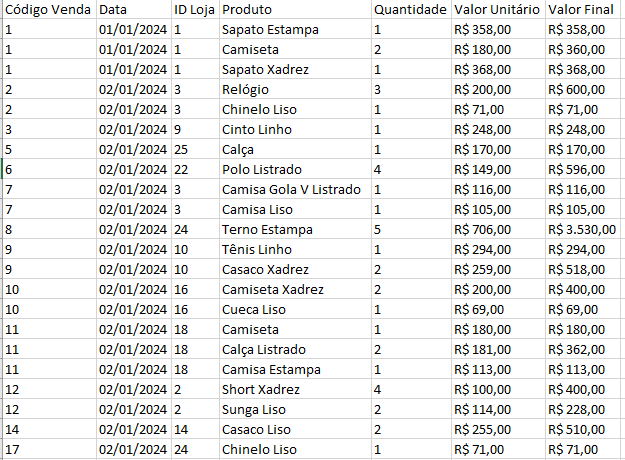 Código Venda Data ID Loja Produto Quantidade Valor Unitário Valor Final
1 01/01/2024 1 Sapato Estampa 1 R$ 358,00 R$ 358,00
1 01/01/2024 1 Camiseta 2 R$ 180,00 R$ 360,00
1 01/01/2024 1 Sapato Xadrez 1 R$ 368,00 R$ 368,00
2 02/01/2024 3 Relógio 3 R$ 200,00 R$ 600,00
2 02/01/2024 3 Chinelo Liso 1 R$ 71,00 R$ 71,00
3 02/01/2024 9 Cinto Linho 1 R$ 248,00 R$ 248,00
5 02/01/2024 25 Calça 1 R$ 170,00 R$ 170,00
6 02/01/2024 22 Polo Listrado 4 R$ 149,00 R$ 596,00
7 02/01/2024 3 Camisa Gola V Listrado 1 R$ 116,00 R$ 116,00
7 02/01/2024 3 Camisa Liso 1 R$ 105,00 R$ 105,00
8 02/01/2024 24 Terno Estampa 5 R$ 706,00 R$ 3.530,00
9 02/01/2024 10 Tênis Linho 1 R$ 294,00 R$ 294,00
9 02/01/2024 10 Casaco Xadrez 2 R$ 259,00 R$ 518,00
10 02/01/2024 16 Camiseta Xadrez 2 R$ 200,00 R$ 400,00
10 02/01/2024 16 Cueca Liso 1 R$ 69,00 R$ 69,00
11 02/01/2024 18 Camiseta 1 R$ 180,00 R$ 180,00
11 02/01/2024 18 Calça Listrado 2 R$ 181,00 R$ 362,00
11 02/01/2024 18 Camisa Estampa 1 R$ 113,00 R$ 113,00
12 02/01/2024 2 Short Xadrez 4 R$ 100,00 R$ 400,00
12 02/01/2024 2 Sunga Liso 2 R$ 114,00 R$ 228,00
14 02/01/2024 14 Casaco Liso 2 R$ 255,00 R$ 510,00
17 02/01/2024 24 Chinelo Liso 1 R$ 71,00 R$ 71,00